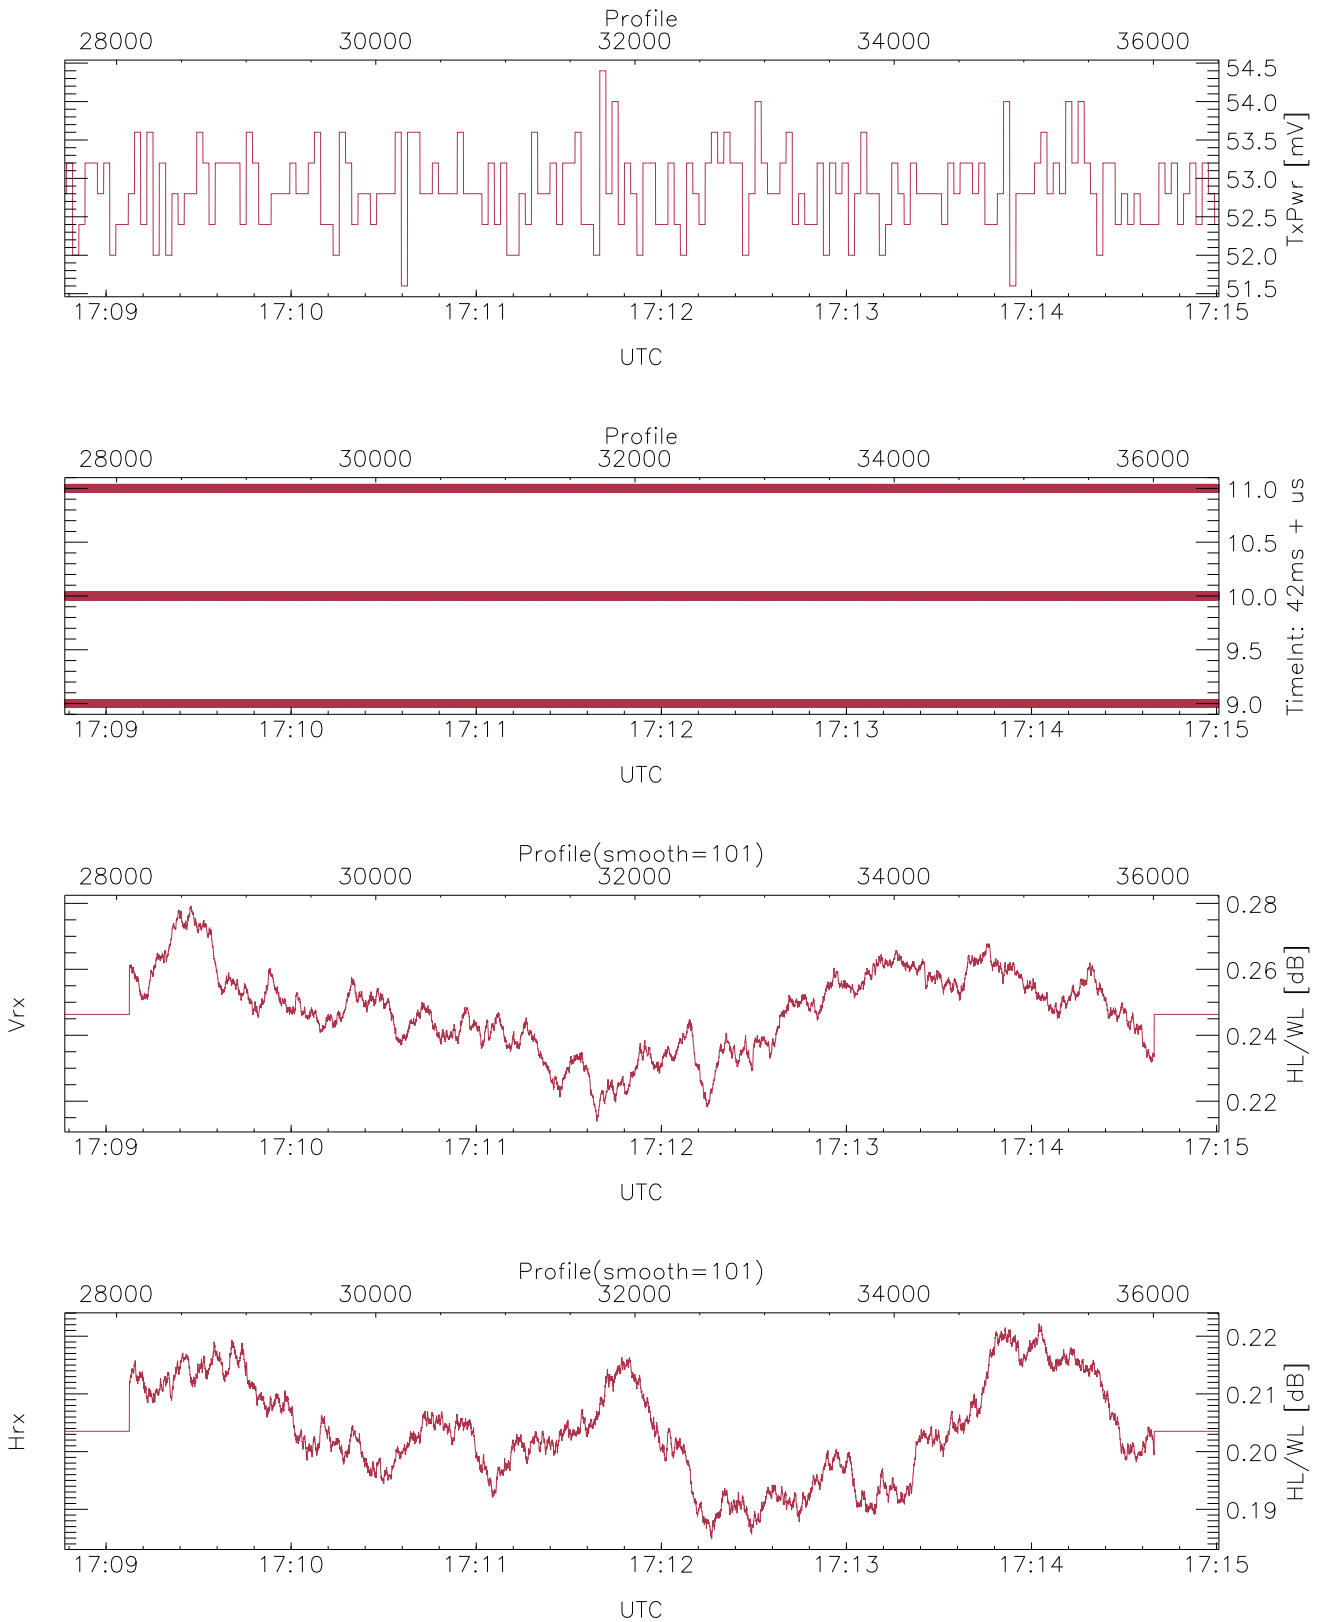 Profile
28000 30000 32000 34000 36000
54.5
54.0
53.5
53.0
52.5
52.0
51.5
TxPwr [mV]
17:09 17:10 17:11 17:12 17:13 17:14 17:15
UTC
Profile
28000 30000 32000 34000 36000
11.0
10.5
10.0
9.5
9.0
TimeInt: 42ms + us
17:09 17:10 17:11 17:12 17:13 17:14 17:15
UTC
Profile(smooth=101)
28000 30000 32000 34000 36000
Vrx
0.28
0.26
0.24
0.22
HL/WL [dB]
17:09 17:10 17:11 17:12 17:13 17:14 17:15
UTC
Profile(smooth=101)
28000 30000 32000 34000 36000
Hrx
0.22
0.21
0.20
0.19
HL/WL [dB]
17:09 17:10 17:11 17:12 17:13 17:14 17:15
UTC